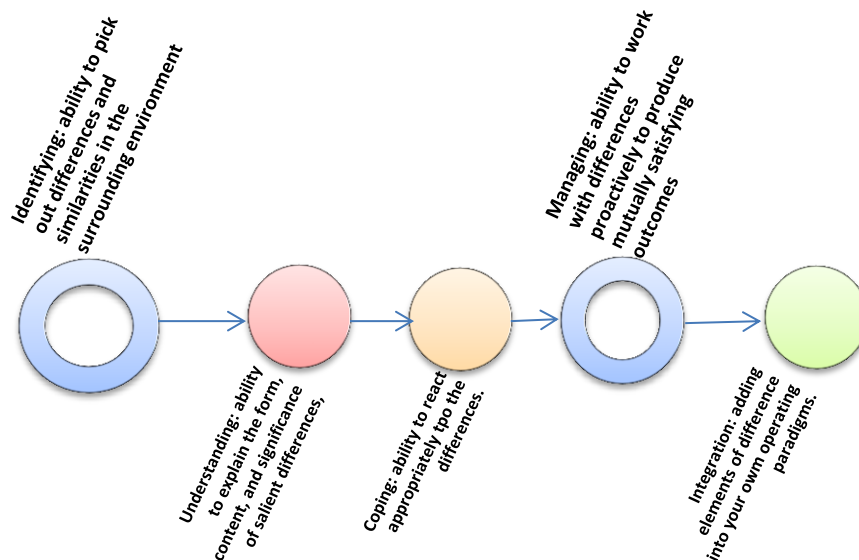 Identifying: ability to pick
out differences and
similarities in the
surrounding environment
Understanding: ability
to explain the form,
content, and significance
of salient differences,
Coping: ability to react
appropriately tpo the
differences.
Managing: ability to work
with differences
proactively to produce
mutually satisfying
outcomes
Integration: adding
elements of difference
into your owm operating
paradigms.